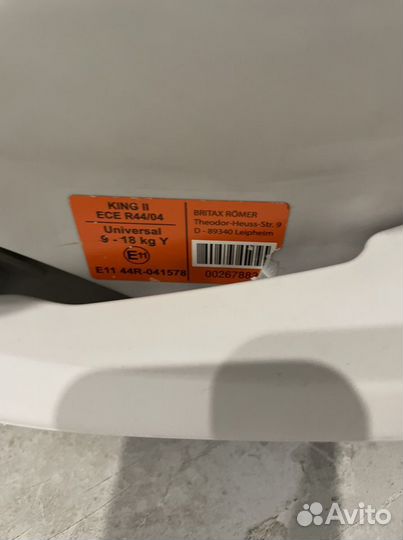 KING II
ECE R44/04
Universal
9 - 18 kg Y
E11
E11 44R-041578
BRITAX RÖMER
Theodor-Heuss-Str. 9
D - 89340 Leipheim
Avito